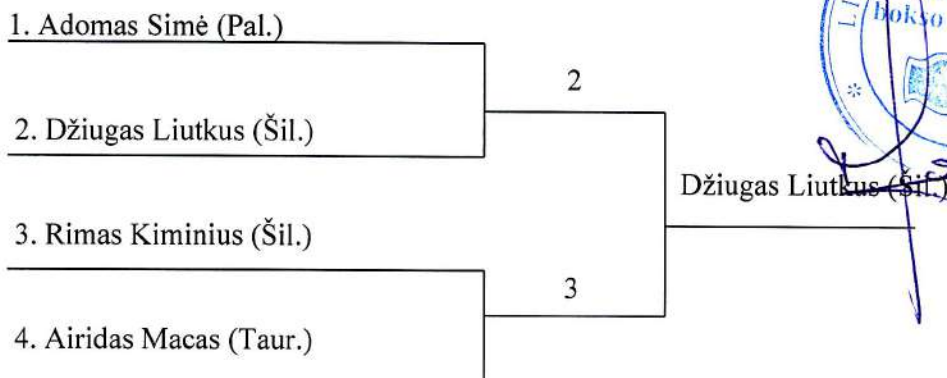 1. Adomas Simė (Pal.)
2
2. Džiugas Liutkus (Šil.)
Džiugas Liutkus (Šil.)
3. Rimas Kiminius (Šil.)
3
4. Airidas Macas (Taur.)
bokso